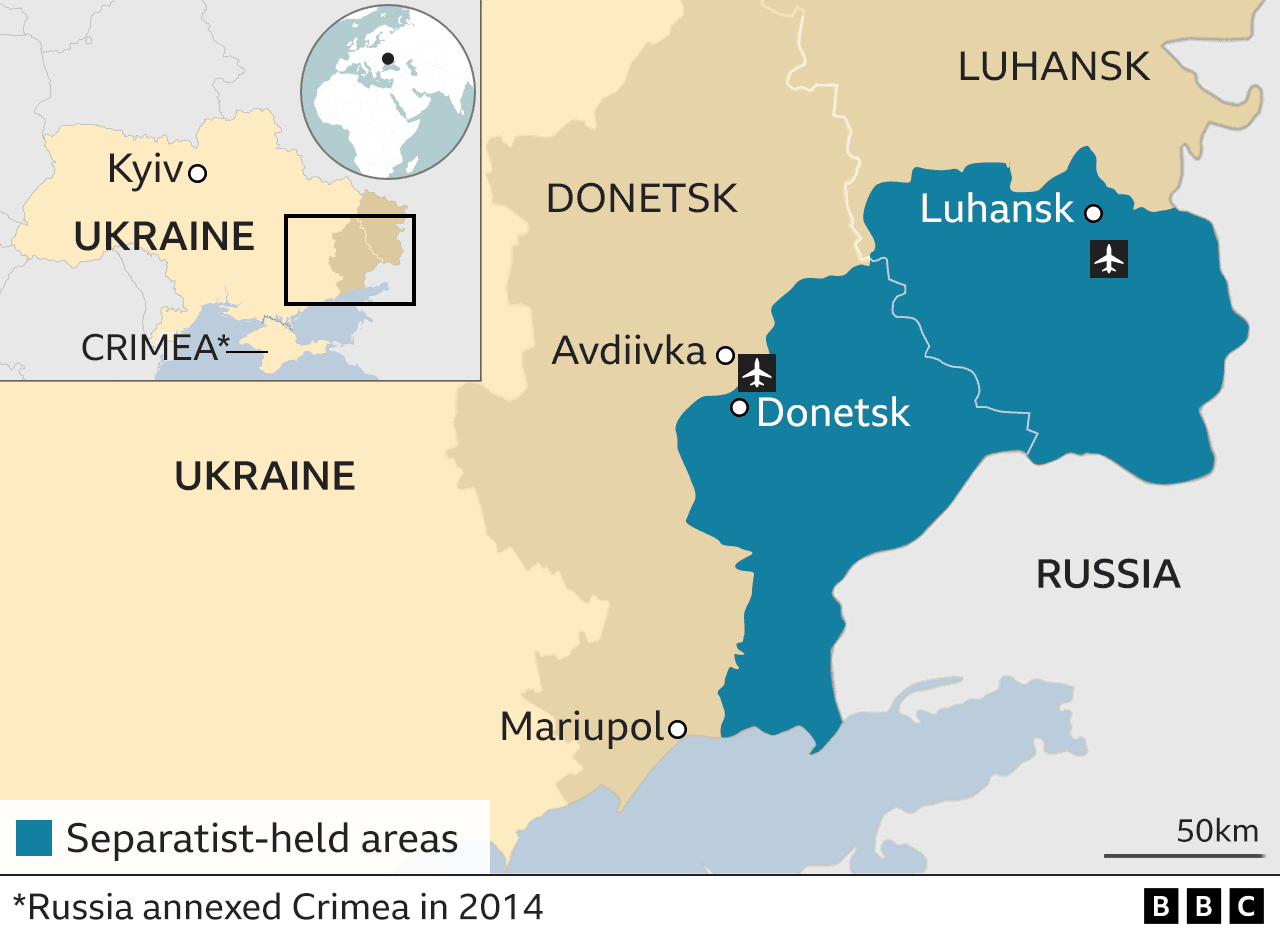 Kyiv
UKRAINE
CRIMEA*
LUHANSK
DONETSK
Luhansk
Avdiivka
Donetsk
UKRAINE
RUSSIA
Mariupol
Separatist-held areas
50km
*Russia annexed Crimea in 2014
BBC